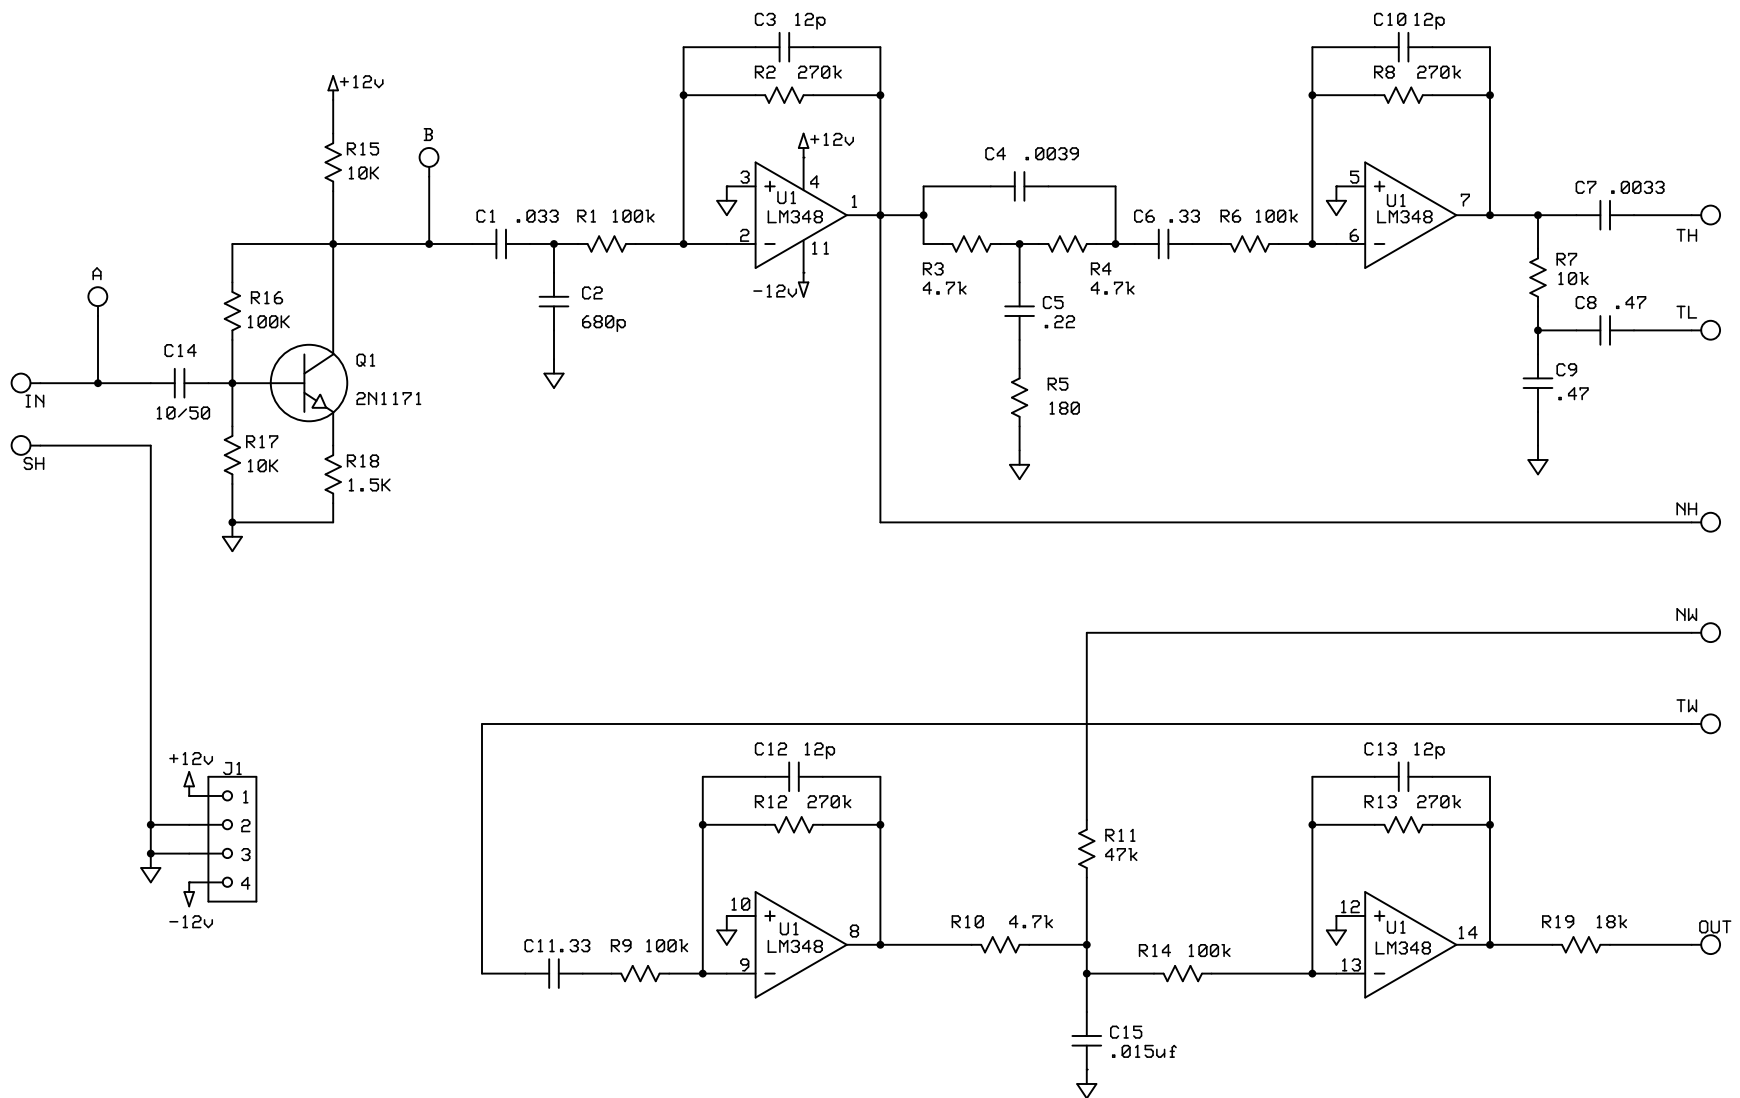 C3 12p
R2 270k
C10 12p
R8 270k
+12v
R15
10K
B
C1 .033
R1 100k
C2
680p
3
+
U1
LM348
2
-
+12v
4
11
-12v
1
C4 .0039
R3
4.7k
R4
4.7k
C5
.22
R5
180
C6 .33
R6 100k
5
+
U1
LM348
6
-
7
C7 .0033
TH
R7
10k
C8 .47
TL
C9
.47
A
R16
100K
C14
10/50
IN
SH
Q1
2N1171
R17
10K
R18
1.5K
NH
NW
TW
+12v
J1
1
2
3
4
-12v
C12 12p
R12 270k
C11 .33
R9 100k
10
+
U1
LM348
9
-
8
R10 4.7k
R11
47k
C15
.015uf
R14 100k
C13 12p
R13 270k
12
+
U1
LM348
13
-
14
R19 18k
OUT